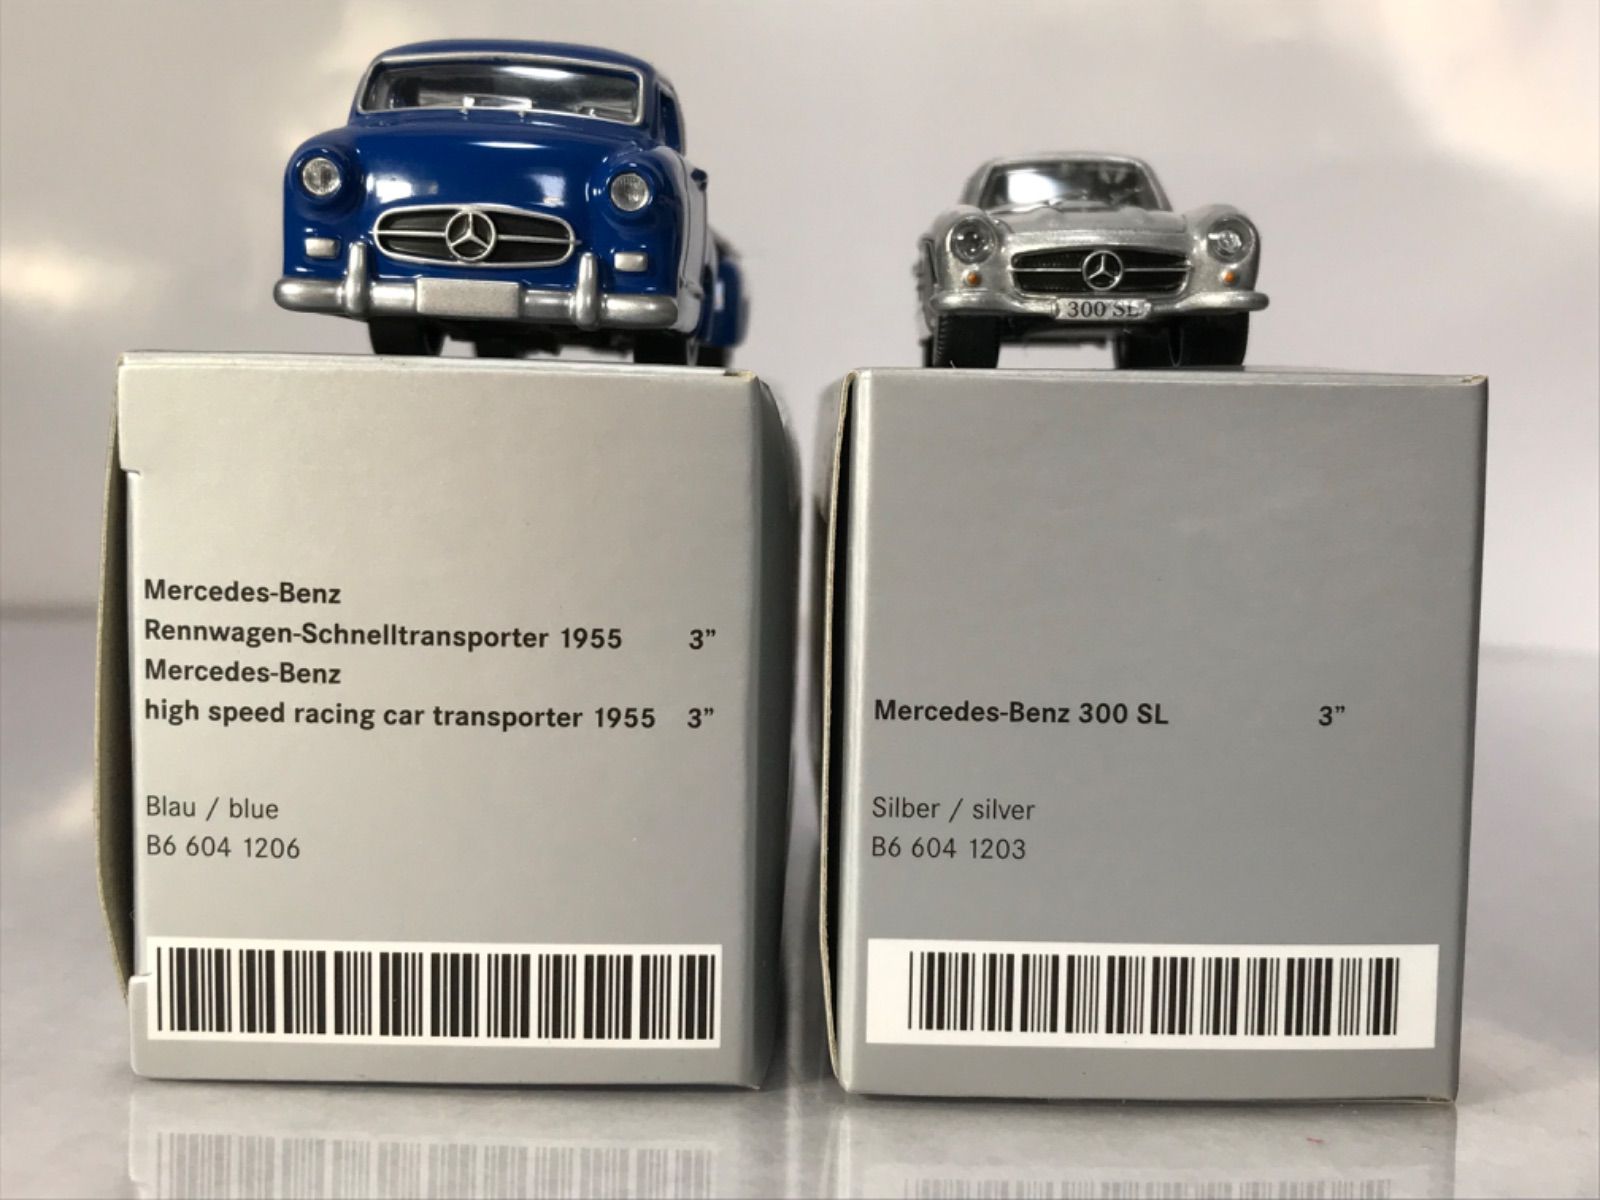 300 SL
Mercedes-Benz
Rennwagen-Schnelltransporter 1955 3”
Mercedes-Benz
high speed racing car transporter 1955 3”
Blau / blue
B6 604 1206
Mercedes-Benz 300 SL 3”
Silber / silver
B6 604 1203